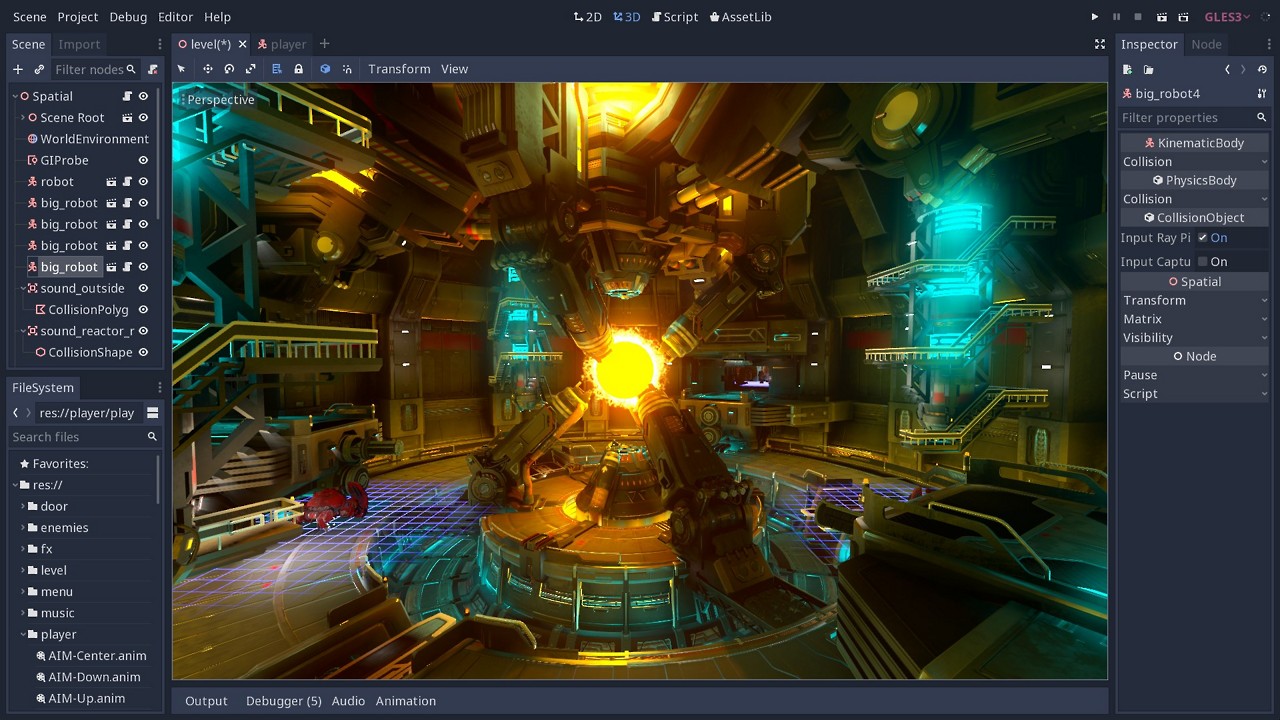 Scene Project Debug Editor Help
2D 3D Script AssetLib
GLES3
Scene Import
Filter nodes
Spatial
Scene Root
WorldEnvironment
GIProbe
robot
big_robot
big_robot
big_robot
big_robot
sound_outside
CollisionPolyg
sound_reactor_r
CollisionShape
FileSystem
res://player/play
Search files
Favorites:
res://
door
enemies
fx
level
menu
music
player
AIM-Center.anim
AIM-Down.anim
AIM-Up.anim
level(*) player
Transform View
Perspective
Output Debugger (5) Audio Animation
Inspector Node
big_robot4
Filter properties
KinematicBody
Collision
PhysicsBody
Collision
CollisionObject
Input Ray Pi On
Input Captu On
Spatial
Transform
Matrix
Visibility
Node
Pause
Script